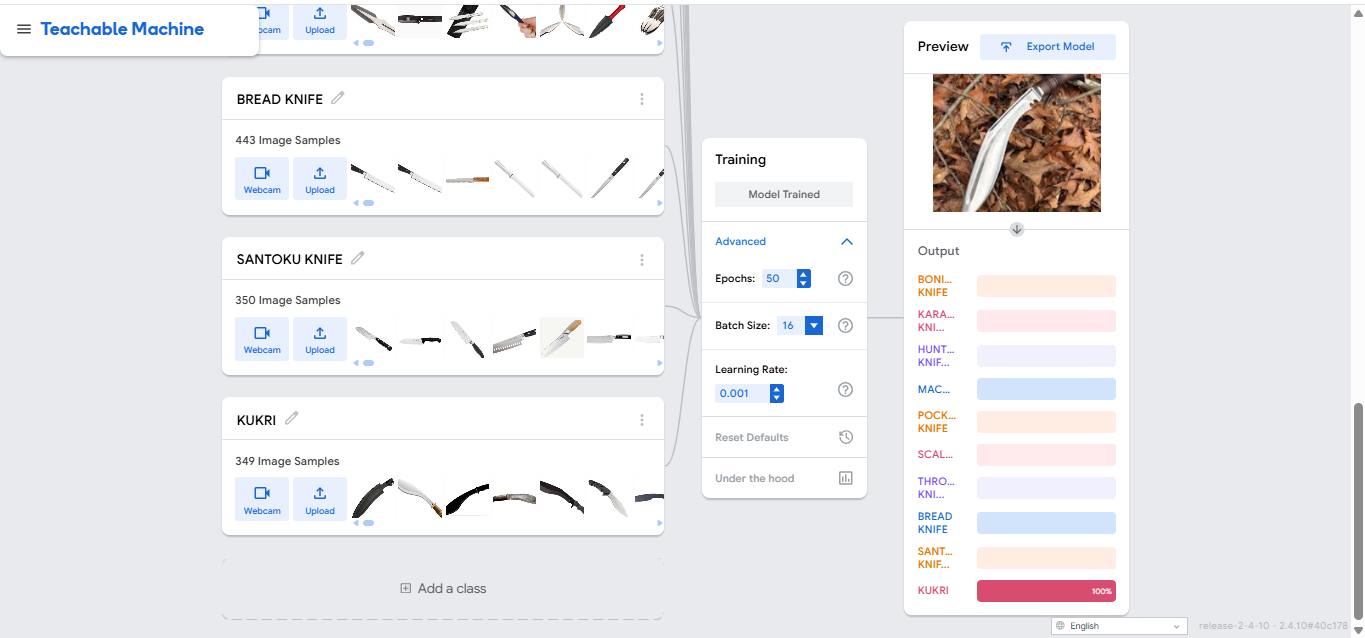 Teachable Machine
Webcam
Upload
BREAD KNIFE
443 Image Samples
Webcam
Upload
SANTOKU KNIFE
350 Image Samples
Webcam
Upload
KUKRI
349 Image Samples
Webcam
Upload
Add a class
Training
Model Trained
Advanced
Epochs: 50
Batch Size: 16
Learning Rate:
0.001
Reset Defaults
Under the hood
Preview
Export Model
Output
BONI...
KNIFE
KARA...
KNI...
HUNT...
KNIF...
MAC...
POCK...
KNIFE
SCAL...
THRO...
KNI...
BREAD
KNIFE
SANT...
KNIF...
KUKRI
100%
English
release-2-4-10 - 2.4.10#40c178